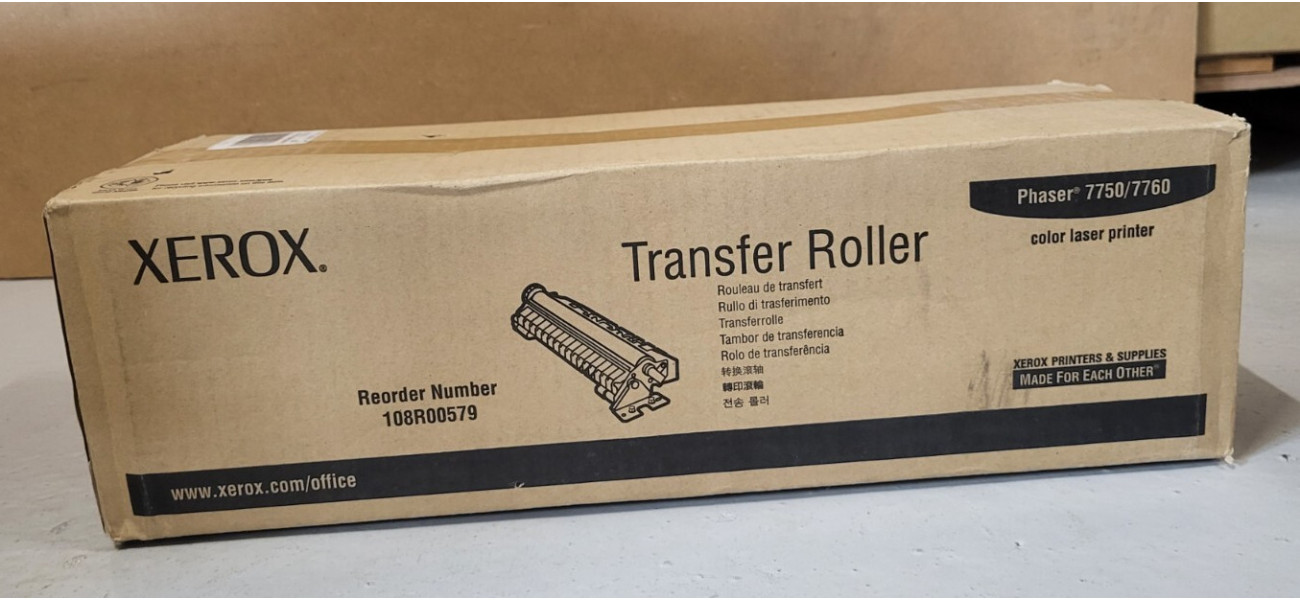 XEROX®
Transfer Roller
Rouleau de transfert
Rullo di trasferimento
Transferrolle
Tambor de transferencia
Rolo de transferência
转换滚轴
轉印滾輪
전송 롤러
Phaser® 7750/7760
color laser printer
Reorder Number
108R00579
XEROX PRINTERS & SUPPLIES
MADE FOR EACH OTHER®
www.xerox.com/office